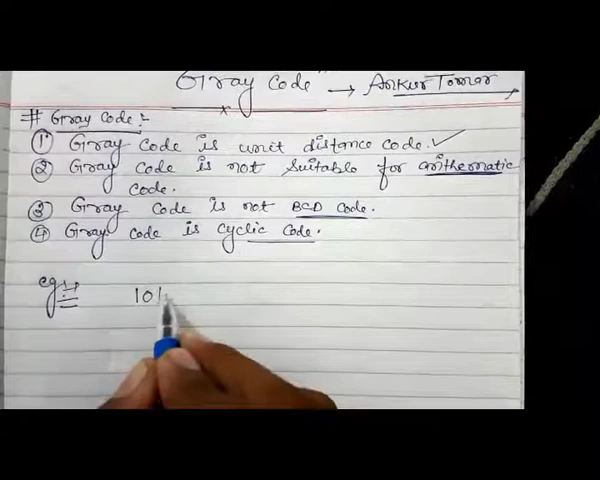 Gray Code" → Ankur Tomar
# Gray Code :-
① Gray Code is unit distance code. ✓
② Gray Code is not suitable for arithematic
code.
③ Gray Code is not BCD Code.
④ Gray code is cyclic Code.
eg:- 101